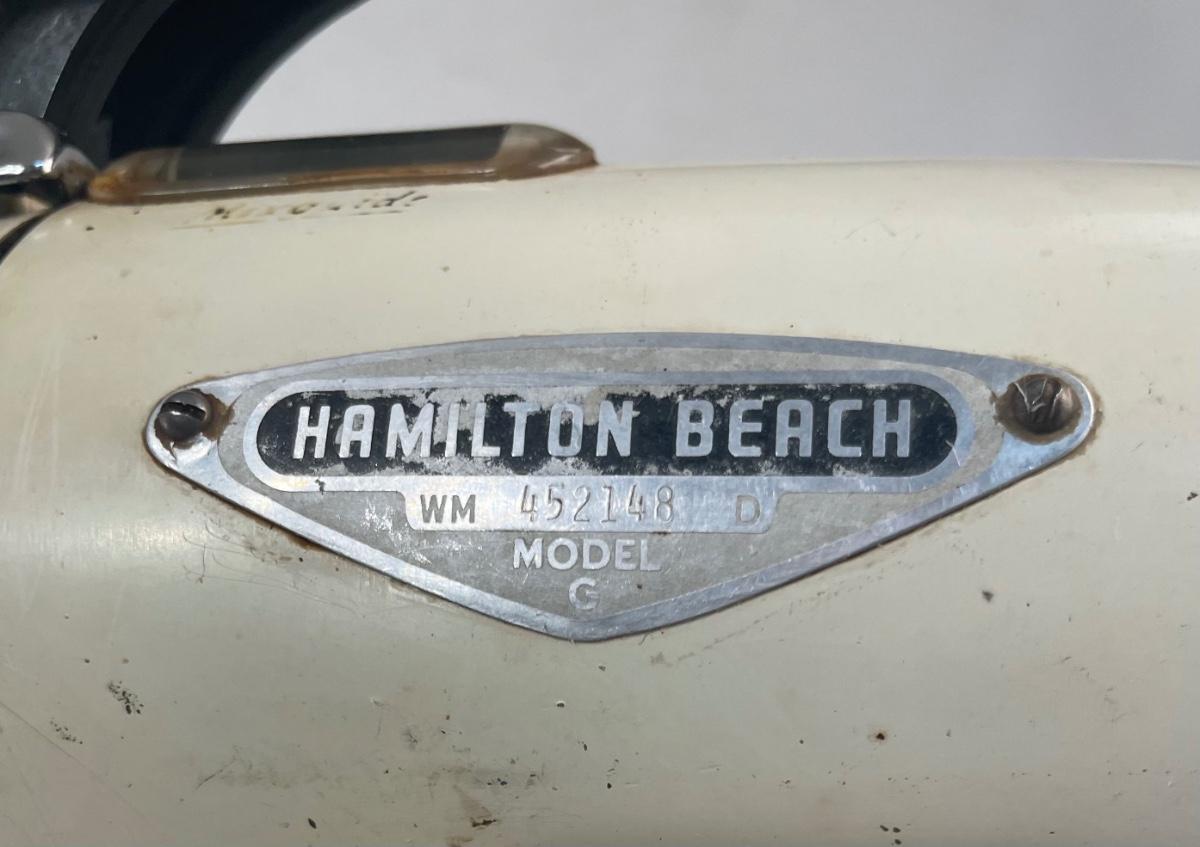 HAMILTON BEACH
WM 452148 D
MODEL
G